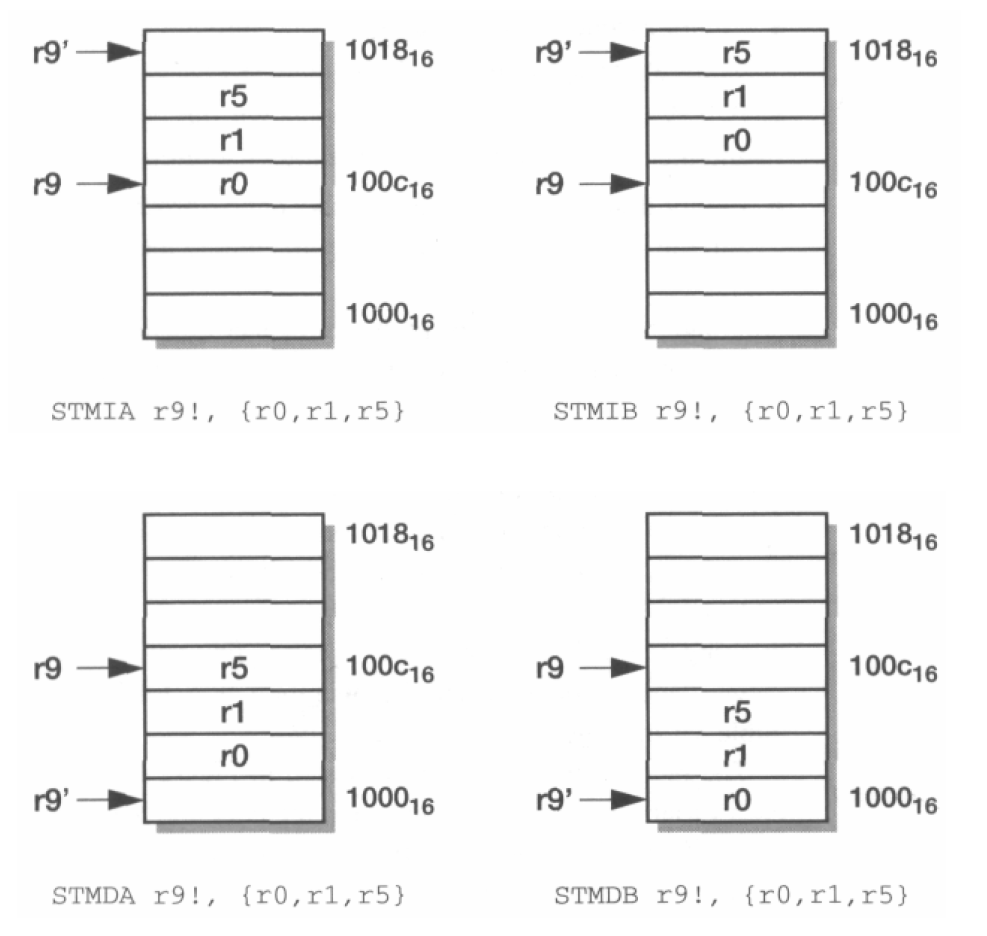 r9' 1018₁₆
r5
r1
r9 r0 100c₁₆
1000₁₆
STMIA r9!, {r0,r1,r5}
r9' r5 1018₁₆
r1
r0
r9 100c₁₆
1000₁₆
STMIB r9!, {r0,r1,r5}
1018₁₆
r9 r5 100c₁₆
r1
r0
r9' 1000₁₆
STMDA r9!, {r0,r1,r5}
1018₁₆
r9 100c₁₆
r5
r1
r9' r0 1000₁₆
STMDB r9!, {r0,r1,r5}